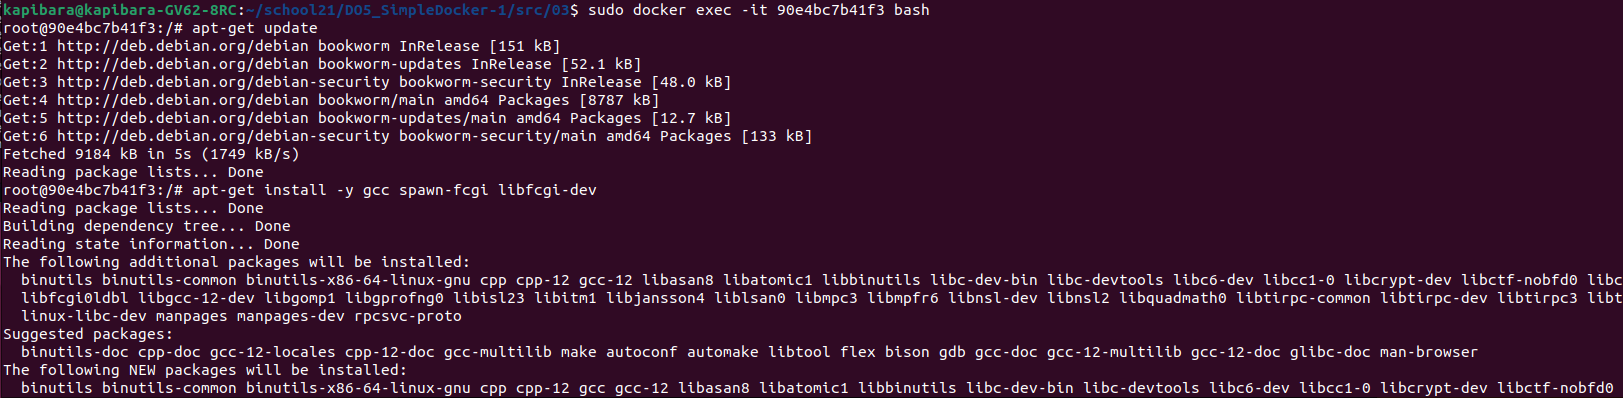 kapibara@kapibara-GV62-8RC:~/school21/DO5_SimpleDocker-1/src/03$ sudo docker exec -it 90e4bc7b41f3 bash
root@90e4bc7b41f3:/# apt-get update
Get:1 http://deb.debian.org/debian bookworm InRelease [151 kB]
Get:2 http://deb.debian.org/debian bookworm-updates InRelease [52.1 kB]
Get:3 http://deb.debian.org/debian-security bookworm-security InRelease [48.0 kB]
Get:4 http://deb.debian.org/debian bookworm/main amd64 Packages [8787 kB]
Get:5 http://deb.debian.org/debian bookworm-updates/main amd64 Packages [12.7 kB]
Get:6 http://deb.debian.org/debian-security bookworm-security/main amd64 Packages [133 kB]
Fetched 9184 kB in 5s (1749 kB/s)
Reading package lists... Done
root@90e4bc7b41f3:/# apt-get install -y gcc spawn-fcgi libfcgi-dev
Reading package lists... Done
Building dependency tree... Done
Reading state information... Done
The following additional packages will be installed:
  binutils binutils-common binutils-x86-64-linux-gnu cpp cpp-12 gcc-12 libasan8 libatomic1 libbinutils libc-dev-bin libc-devtools libc6-dev libcc1-0 libcrypt-dev libctf-nobfd0 libc
  libfcgi0ldbl libgcc-12-dev libgomp1 libgprofng0 libisl23 libitm1 libjansson4 liblsan0 libmpc3 libmpfr6 libnsl-dev libnsl2 libquadmath0 libtirpc-common libtirpc-dev libtirpc3 libt
  linux-libc-dev manpages manpages-dev rpcsvc-proto
Suggested packages:
  binutils-doc cpp-doc gcc-12-locales cpp-12-doc gcc-multilib make autoconf automake libtool flex bison gdb gcc-doc gcc-12-multilib gcc-12-doc glibc-doc man-browser
The following NEW packages will be installed:
  binutils binutils-common binutils-x86-64-linux-gnu cpp cpp-12 gcc gcc-12 libasan8 libatomic1 libbinutils libc-dev-bin libc-devtools libc6-dev libcc1-0 libcrypt-dev libctf-nobfd0